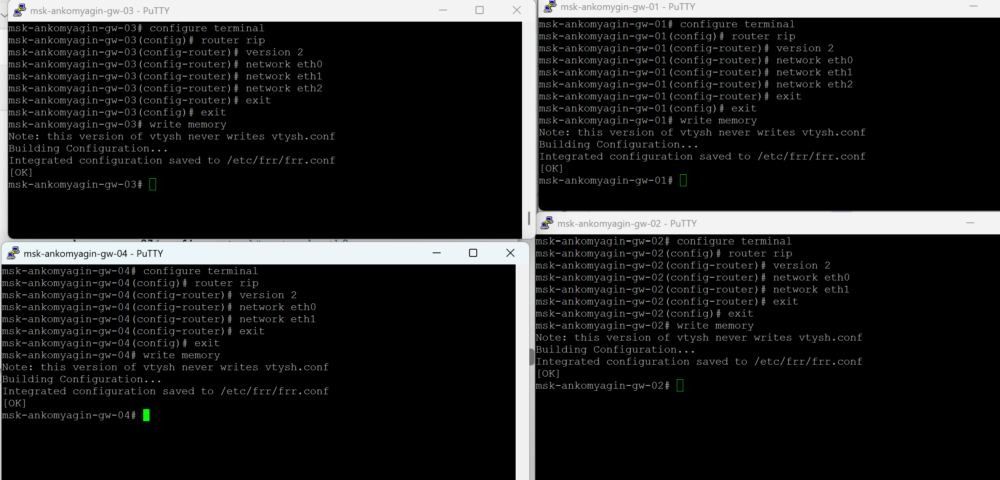 msk-ankomyagin-gw-03 - PuTTY
msk-ankomyagin-gw-03# configure terminal
msk-ankomyagin-gw-03(config)# router rip
msk-ankomyagin-gw-03(config-router)# version 2
msk-ankomyagin-gw-03(config-router)# network eth0
msk-ankomyagin-gw-03(config-router)# network eth1
msk-ankomyagin-gw-03(config-router)# network eth2
msk-ankomyagin-gw-03(config-router)# exit
msk-ankomyagin-gw-03(config)# exit
msk-ankomyagin-gw-03# write memory
Note: this version of vtysh never writes vtysh.conf
Building Configuration...
Integrated configuration saved to /etc/frr/frr.conf
[OK]
msk-ankomyagin-gw-03#
msk-ankomygin-gw-01 - PuTTY
msk-ankomyagin-gw-01# configure terminal
msk-ankomyagin-gw-01(config)# router rip
msk-ankomyagin-gw-01(config-router)# version 2
msk-ankomyagin-gw-01(config-router)# network eth0
msk-ankomyagin-gw-01(config-router)# network eth1
msk-ankomyagin-gw-01(config-router)# network eth2
msk-ankomyagin-gw-01(config-router)# exit
msk-ankomyagin-gw-01(config)# exit
msk-ankomyagin-gw-01# write memory
Note: this version of vtysh never writes vtysh.conf
Building Configuration...
Integrated configuration saved to /etc/frr/frr.conf
[OK]
msk-ankomyagin-gw-01#
msk-ankomyagin-gw-04 - PuTTY
msk-ankomyagin-gw-04# configure terminal
msk-ankomyagin-gw-04(config)# router rip
msk-ankomyagin-gw-04(config-router)# version 2
msk-ankomyagin-gw-04(config-router)# network eth0
msk-ankomyagin-gw-04(config-router)# network eth1
msk-ankomyagin-gw-04(config-router)# exit
msk-ankomyagin-gw-04(config)# exit
msk-ankomyagin-gw-04# write memory
Note: this version of vtysh never writes vtysh.conf
Building Configuration...
Integrated configuration saved to /etc/frr/frr.conf
[OK]
msk-ankomyagin-gw-04#
msk-ankomyagin-gw-02 - PuTTY
msk-ankomyagin-gw-02# configure terminal
msk-ankomyagin-gw-02(config)# router rip
msk-ankomyagin-gw-02(config-router)# version 2
msk-ankomyagin-gw-02(config-router)# network eth0
msk-ankomyagin-gw-02(config-router)# network eth1
msk-ankomyagin-gw-02(config-router)# exit
msk-ankomyagin-gw-02(config)# exit
msk-ankomyagin-gw-02# write memory
Note: this version of vtysh never writes vtysh.conf
Building Configuration...
Integrated configuration saved to /etc/frr/frr.conf
[OK]
msk-ankomyagin-gw-02#